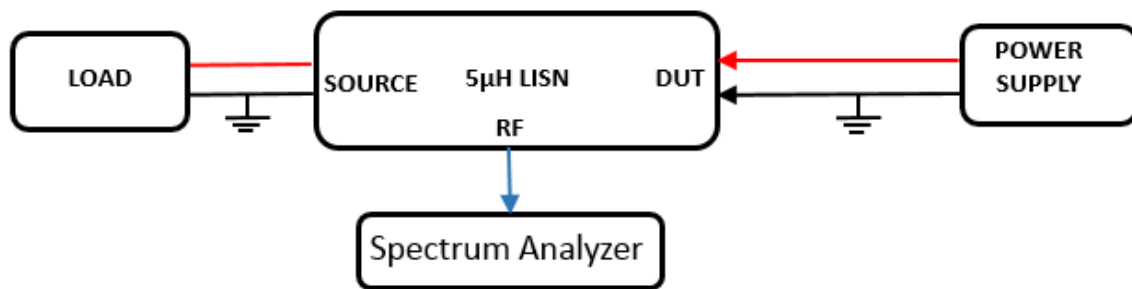 LOAD
SOURCE
5µH LISN
DUT
RF
POWER
SUPPLY
Spectrum Analyzer